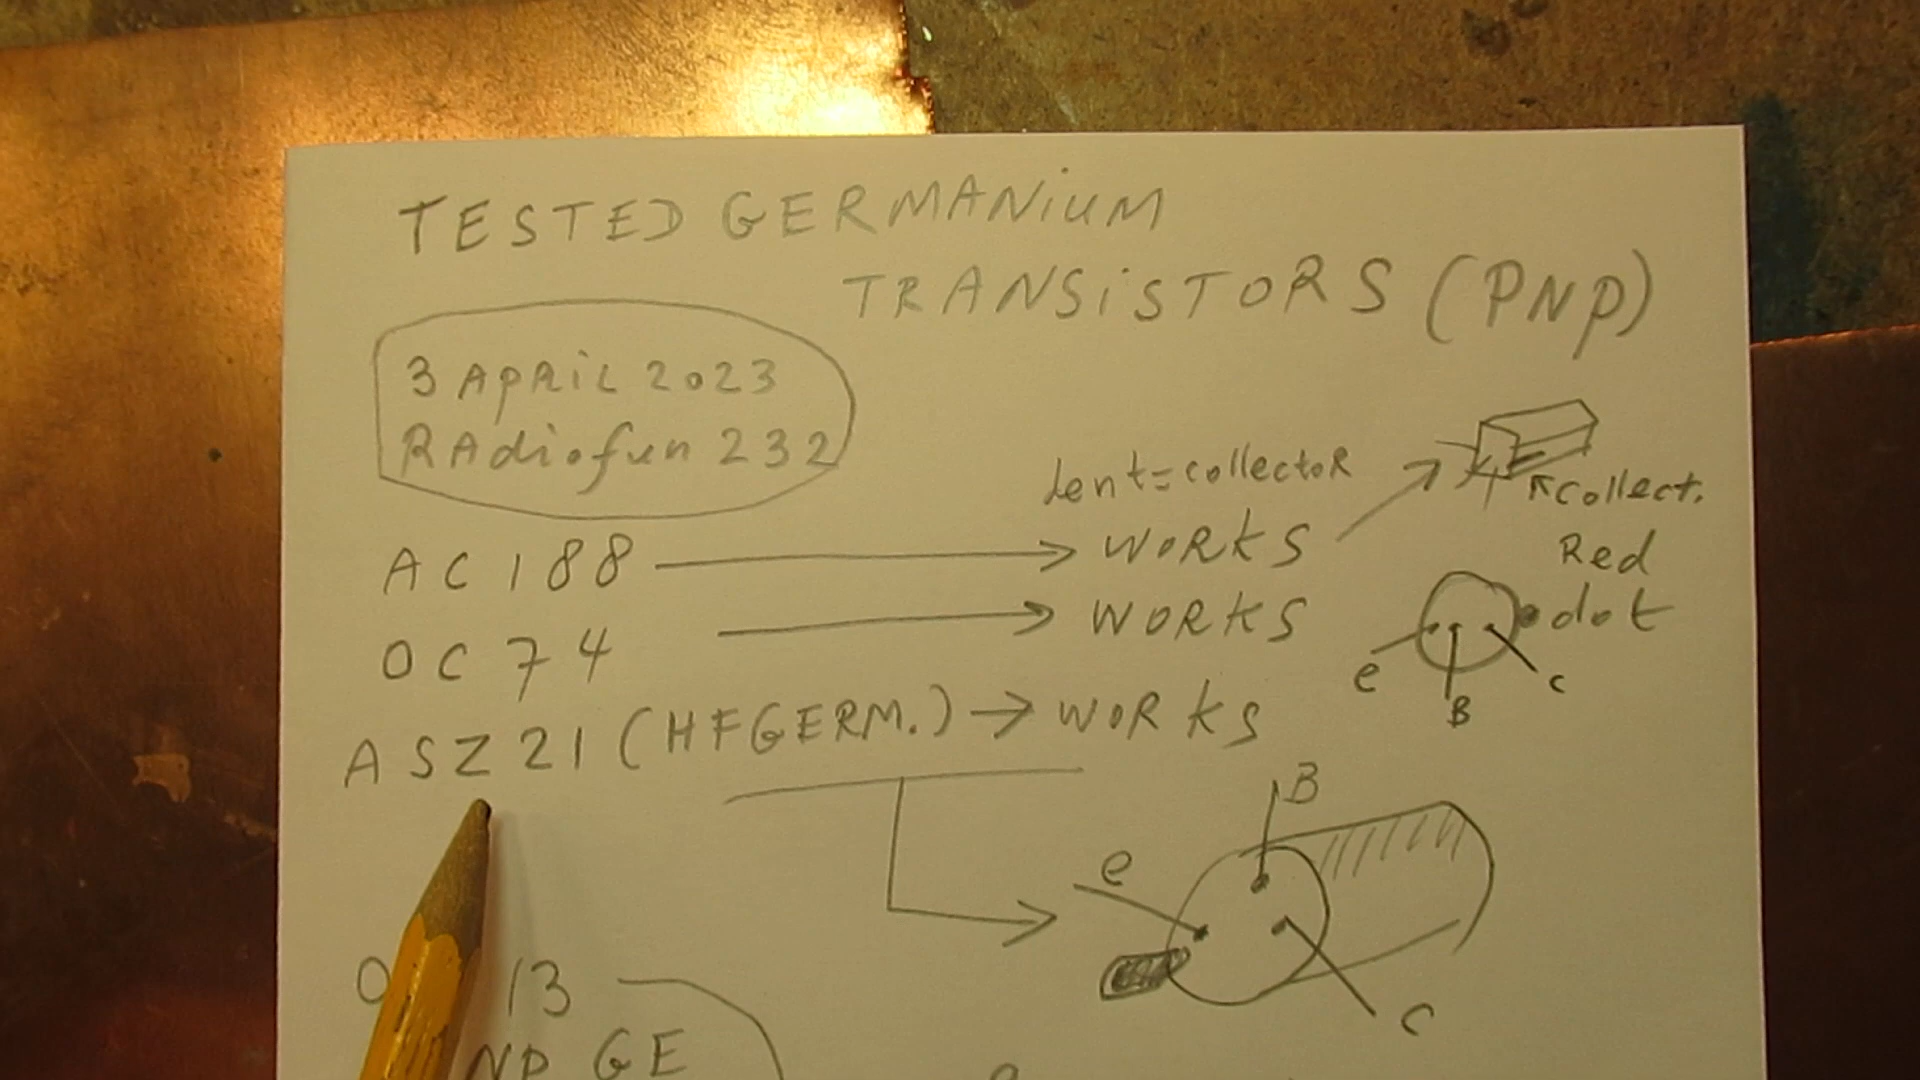 TESTED GERMANIUM
TRANSISTORS (PNP)
3 APRIL 2023
RAdiofun 232
dent=collectoR
↖collect.
AC188 → WORKS
Red
dot
OC74 → WORKS
e
B
c
ASZ21 (HFGERM.) → WORKS
B
e
c
13
GE